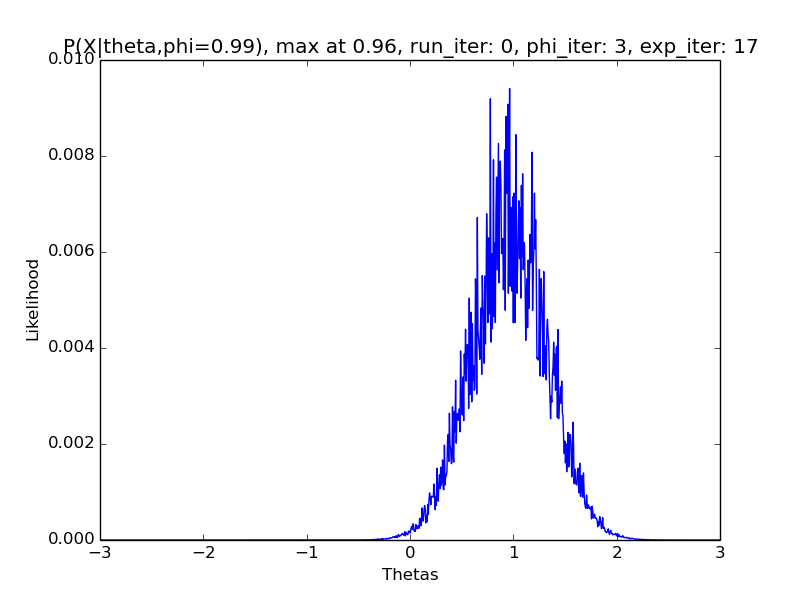 P(X|theta,phi=0.99), max at 0.96, run_iter: 0, phi_iter: 3, exp_iter: 17
0.010
0.008
0.006
0.004
0.002
0.000
Likelihood
−3 −2 −1 0 1 2 3
Thetas